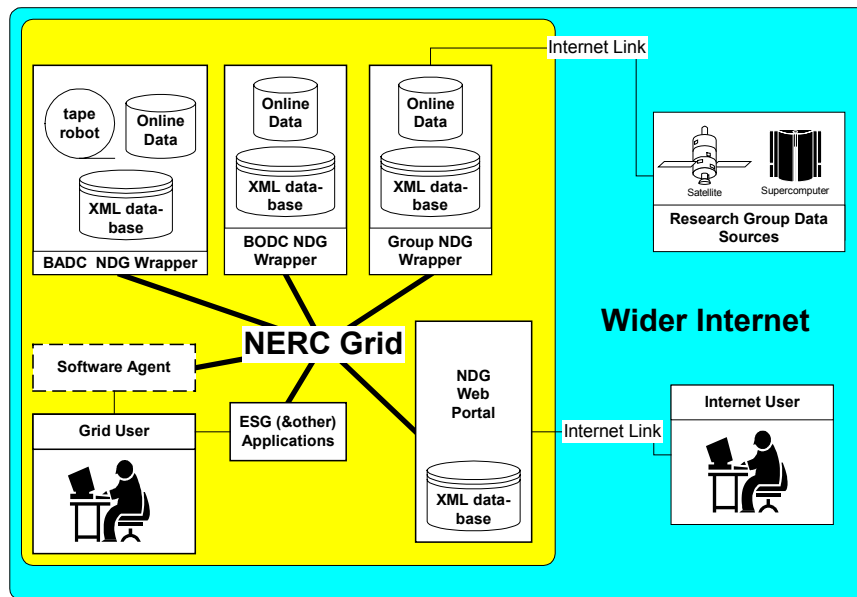 Internet Link
tape
robot
Online
Data
XML data-
base
BADC NDG Wrapper
Online
Data
XML data-
base
BODC NDG
Wrapper
Online
Data
XML data-
base
Group NDG
Wrapper
Satellite
Supercomputer
Research Group Data
Sources
NERC Grid
Wider Internet
Software Agent
Grid User
ESG (&other)
Applications
NDG
Web
Portal
XML data-
base
Internet Link
Internet User